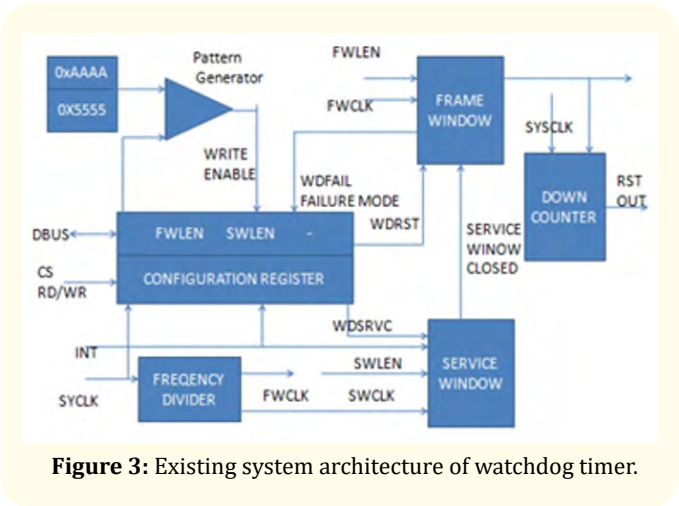 0xAAAA
0X5555
Pattern
Generator
FWLEN
FWCLK
FRAME
WINDOW
SYSCLK
WRITE
ENABLE
WDFAIL
FAILURE MODE
WDRST
DOWN
COUNTER
RST
OUT
DBUS
FWLEN SWLEN -
SERVICE
WINOW
CLOSED
CS
RD/WR
CONFIGURATION REGISTER
WDSRVC
INT
SWLEN
SERVICE
WINDOW
FREQENCY
DIVIDER
FWCLK
SWCLK
SYCLK
Figure 3: Existing system architecture of watchdog timer.